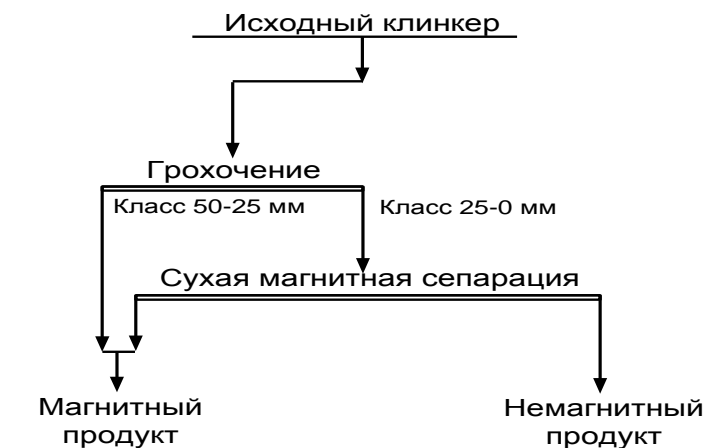 Исходный клинкер
Грохочение
Класс 50-25 мм
Класс 25-0 мм
Сухая магнитная сепарация
Магнитный
продукт
Немагнитный
продукт